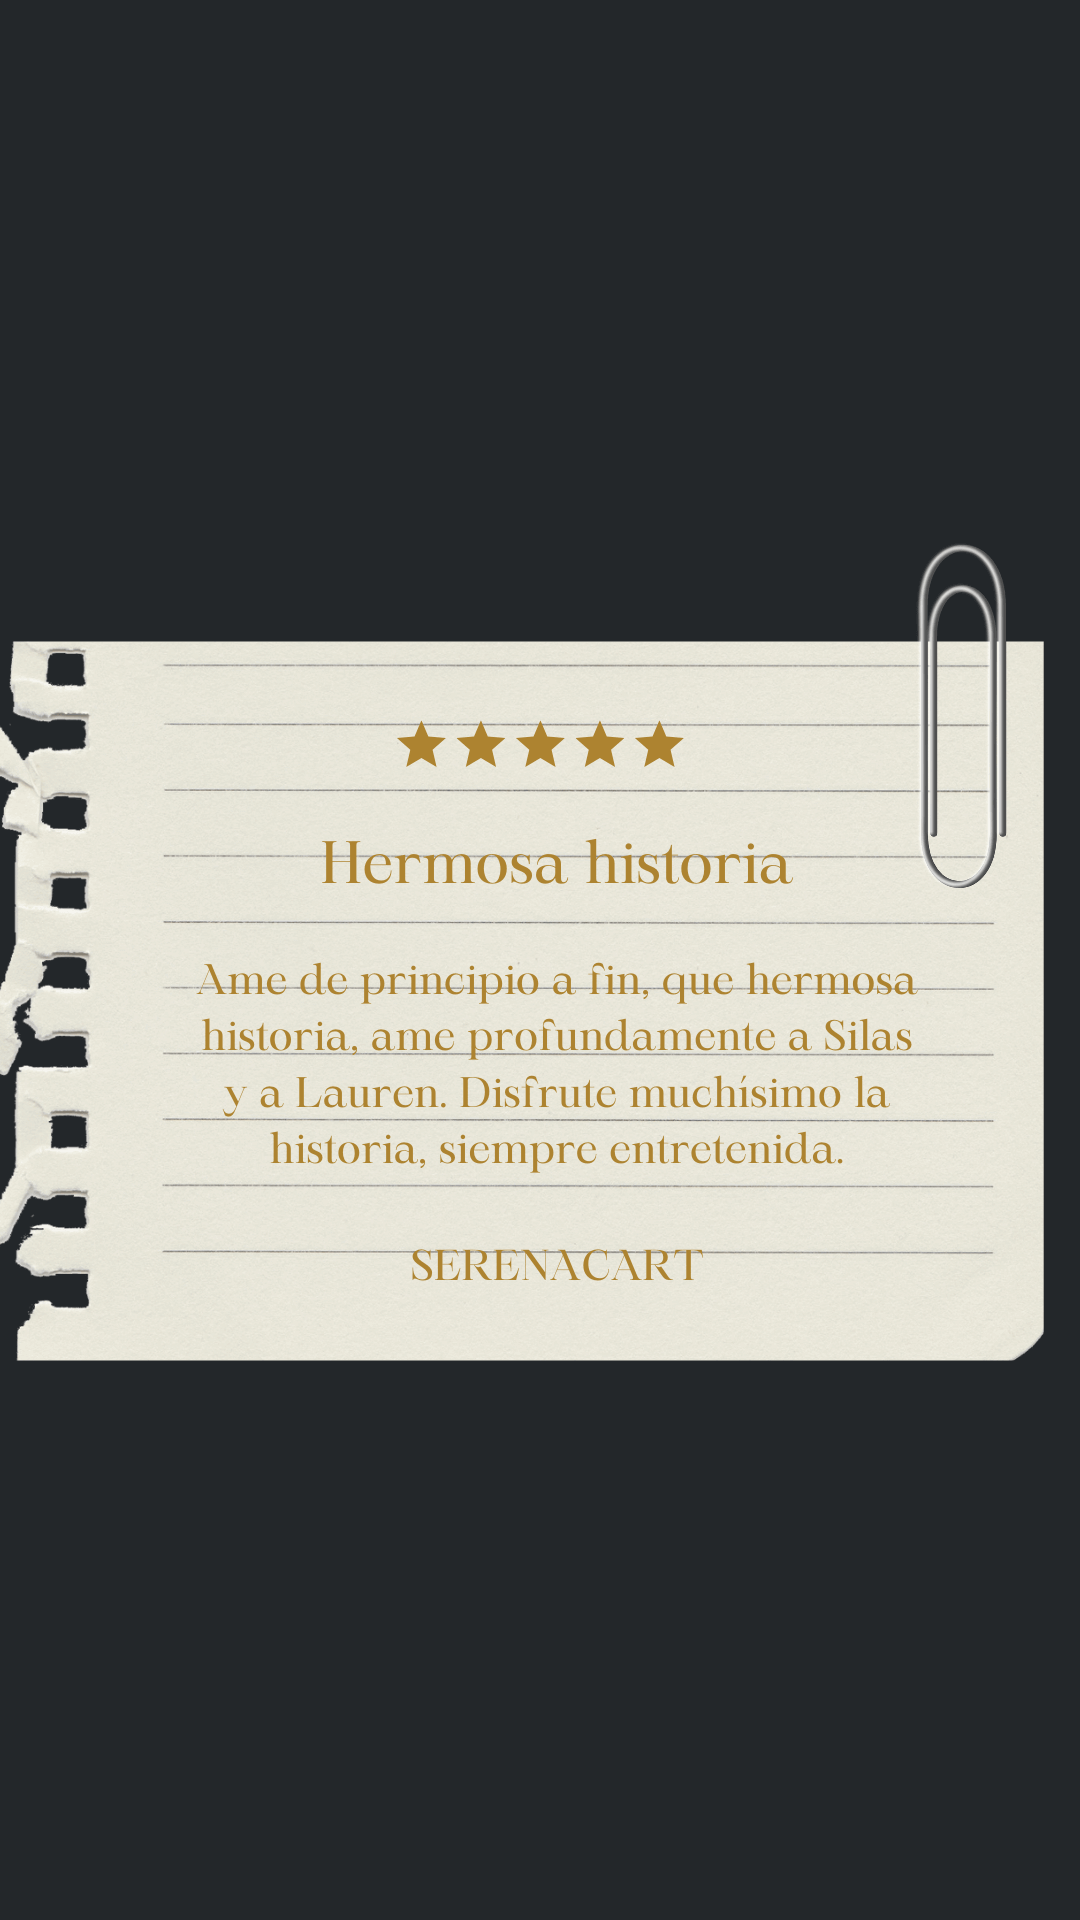 Hermosa historia
Ame de principio a fin, que hermosa
historia, ame profundamente a Silas
y a Lauren. Disfrute muchísimo la
historia, siempre entretenida.
SERENACART